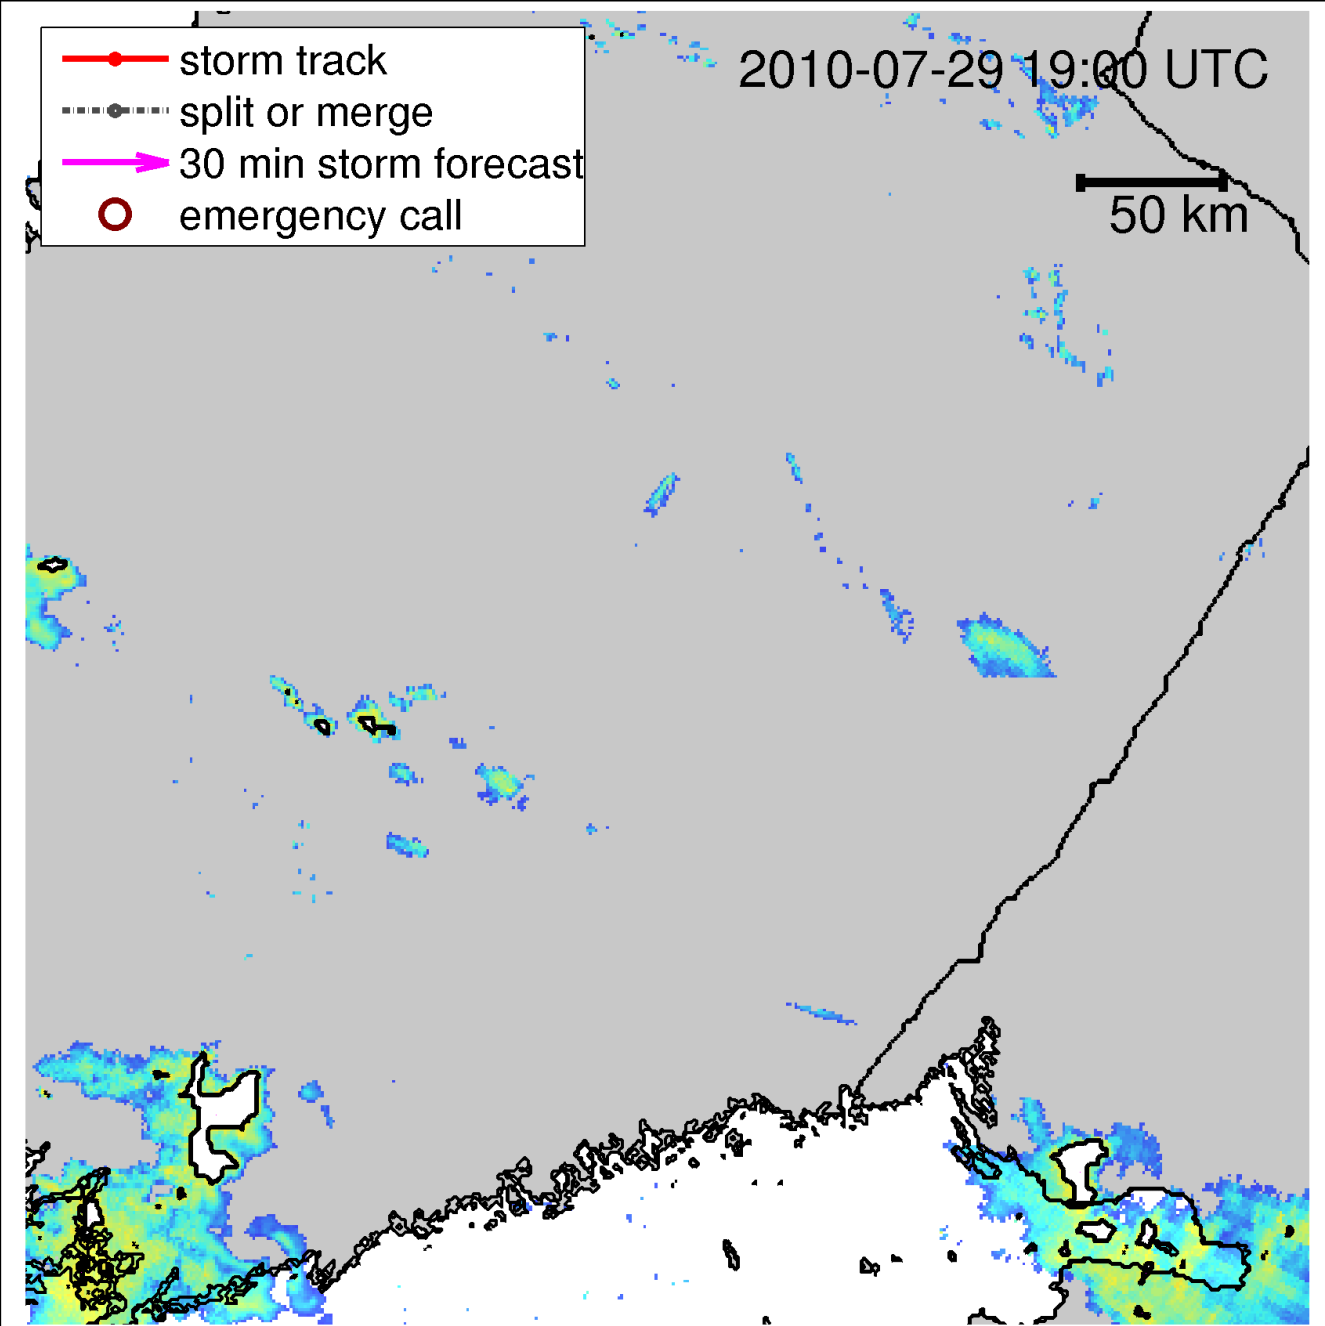 storm track
split or merge
30 min storm forecast
emergency call
2010-07-29 19:00 UTC
50 km